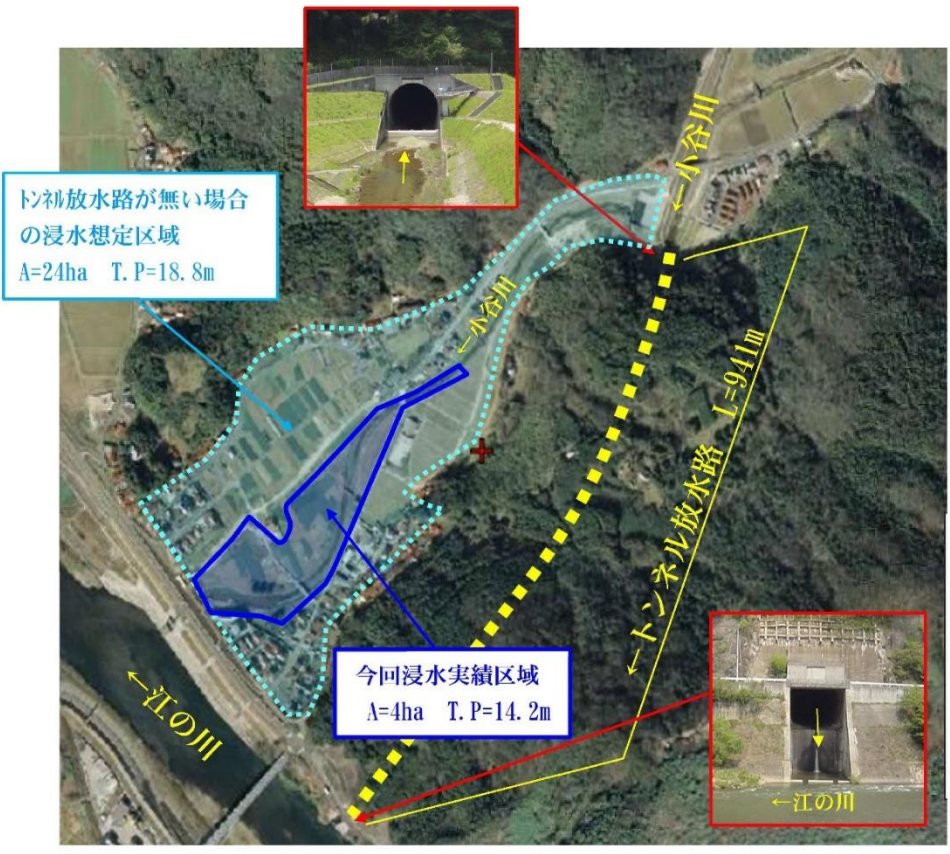 ←小谷川
トンネル放水路が無い場合
の浸水想定区域
A=24ha T.P=18.8m
←小谷川
←トンネル放水路 L=941m
今回浸水実績区域
A=4ha T.P=14.2m
←江の川
←江の川